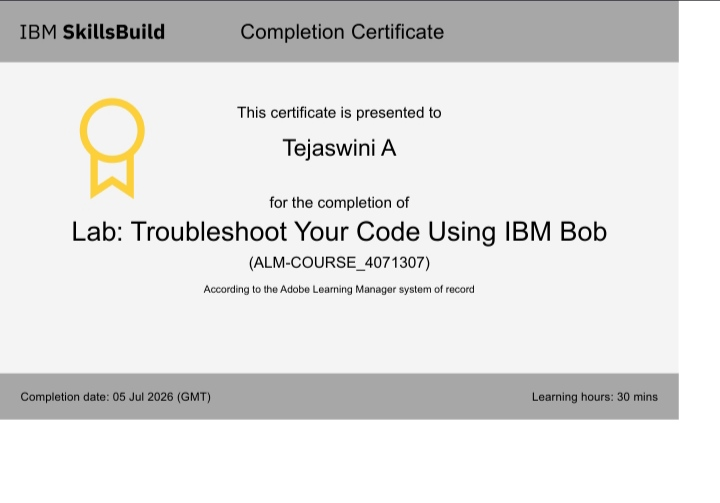 IBM SkillsBuild
Completion Certificate
This certificate is presented to
Tejaswini A
for the completion of
Lab: Troubleshoot Your Code Using IBM Bob
(ALM-COURSE_4071307)
According to the Adobe Learning Manager system of record
Completion date: 05 Jul 2026 (GMT)
Learning hours: 30 mins